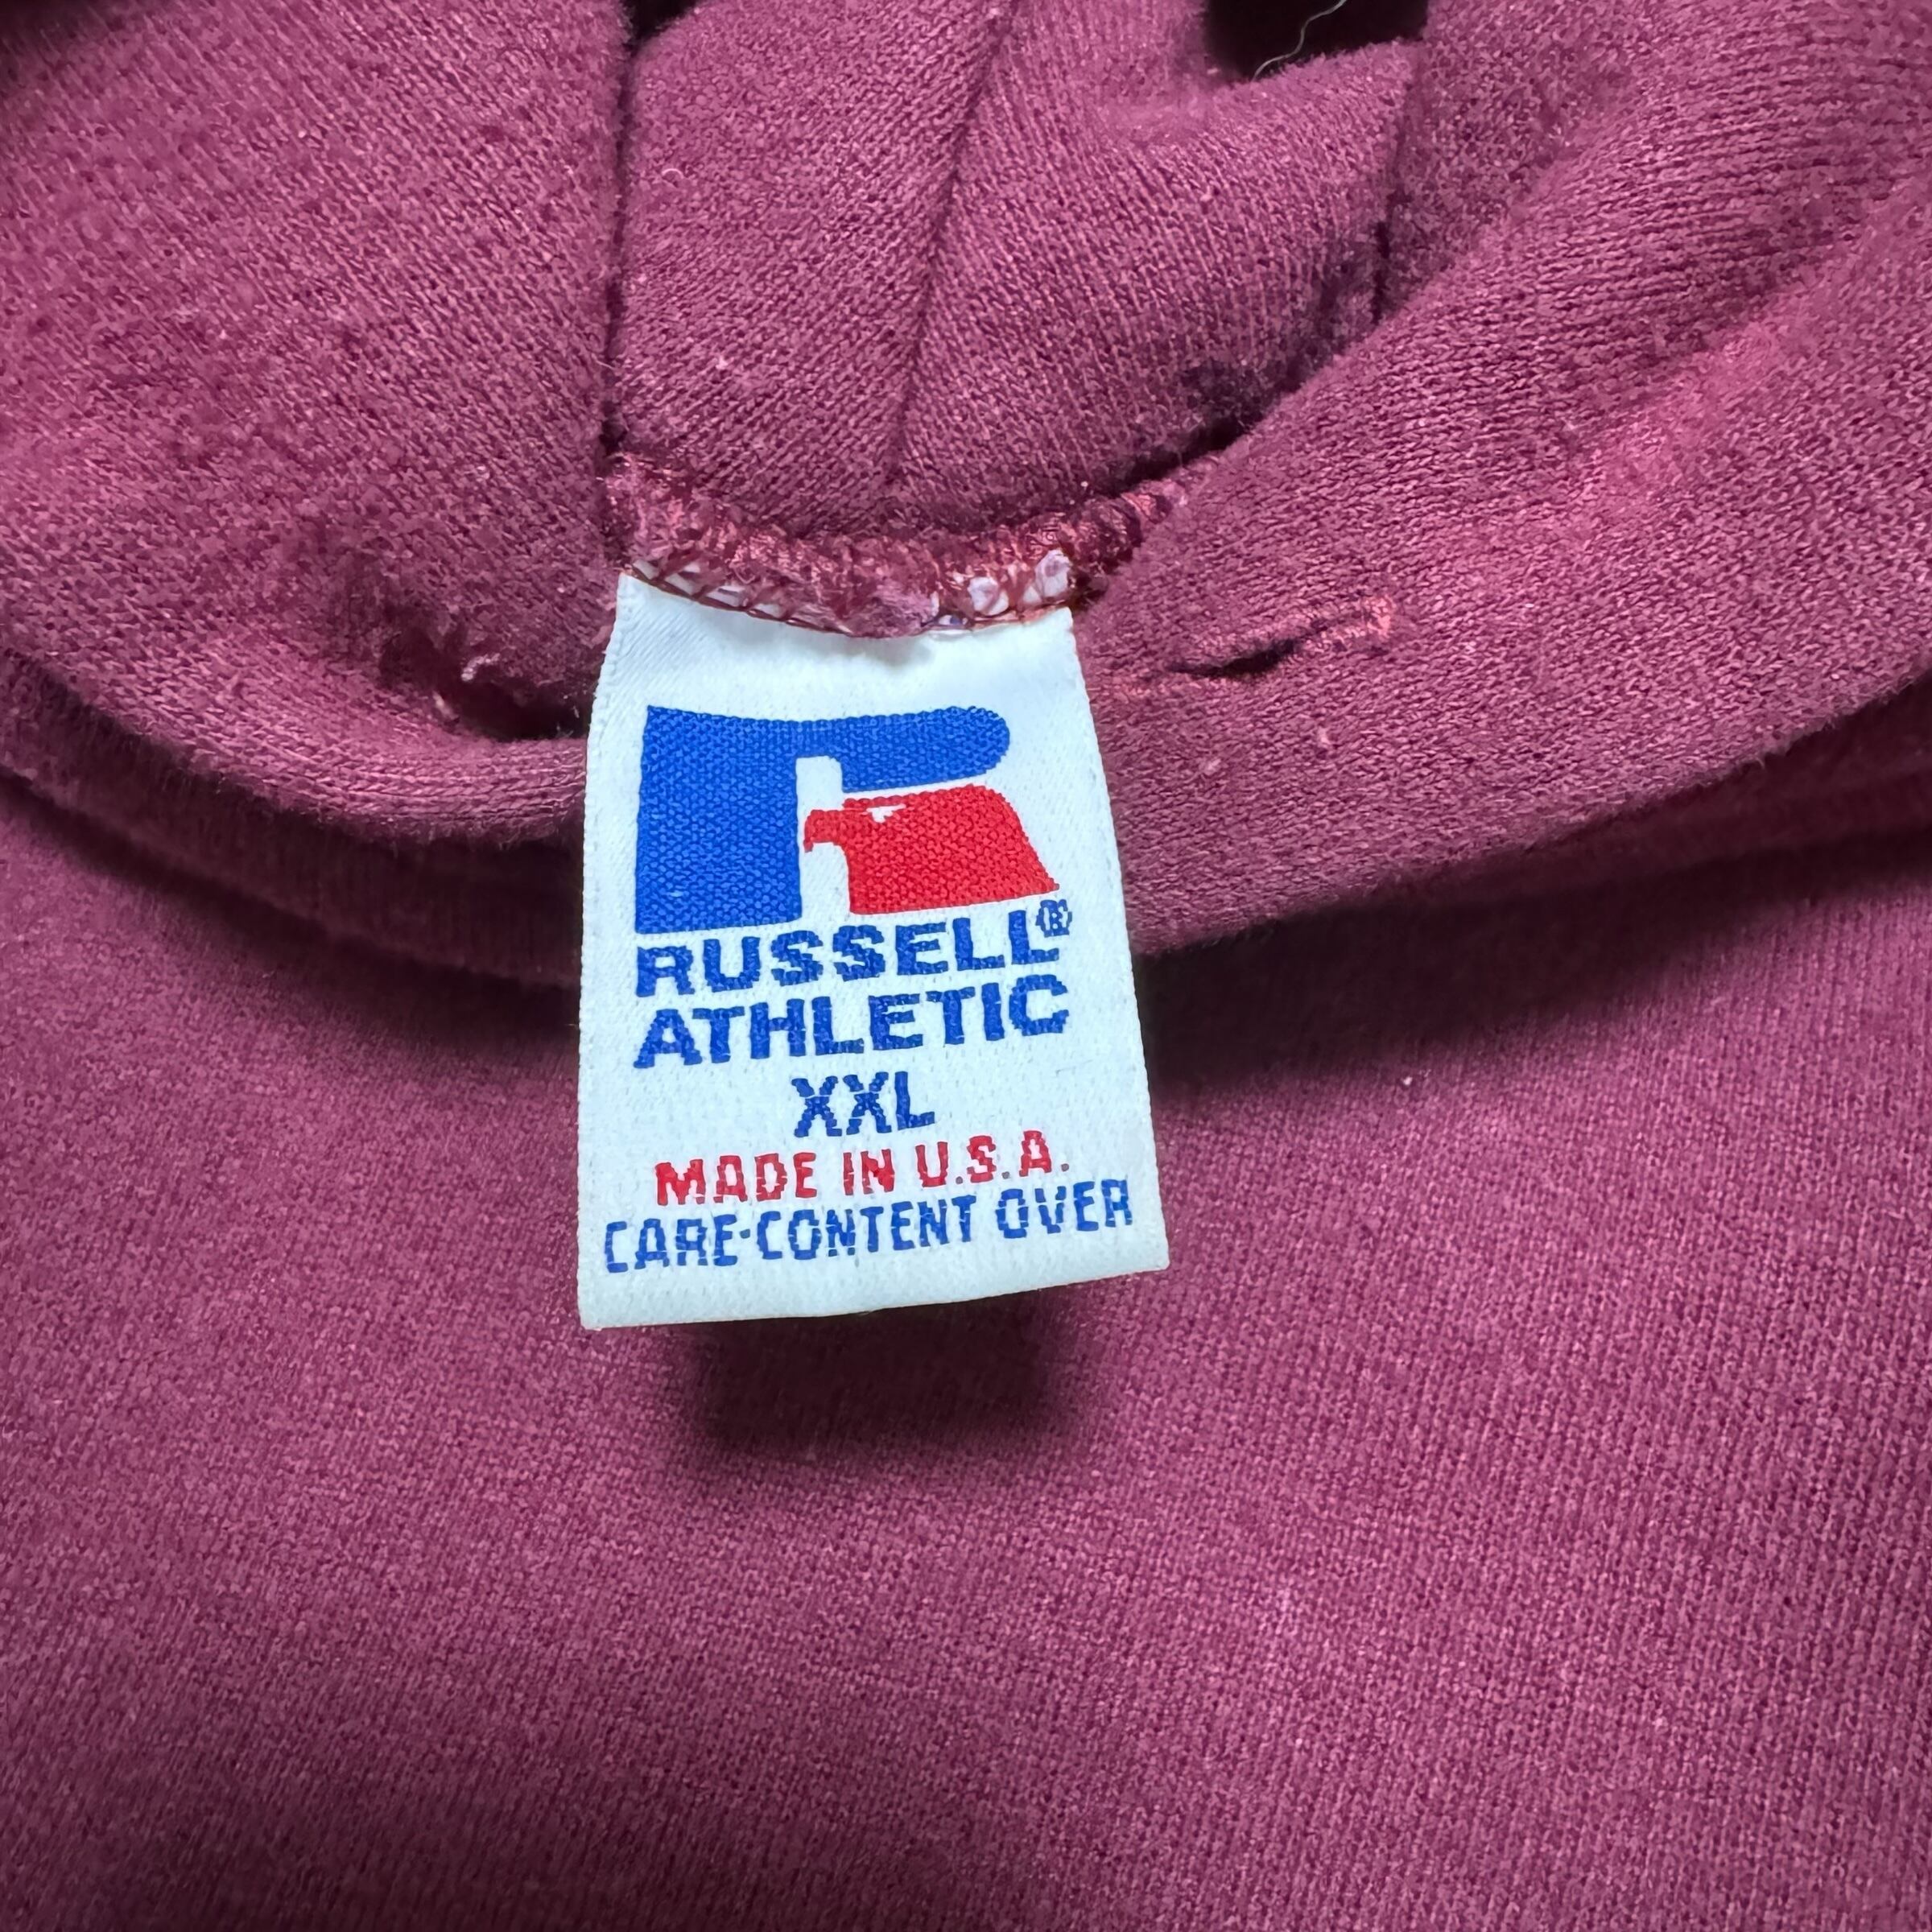 RUSSELL®
ATHLETIC
XXL
MADE IN U.S.A.
CARE·CONTENT OVER